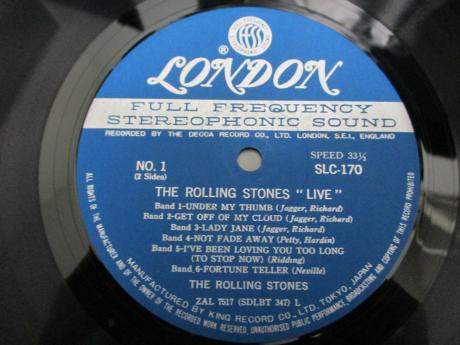 FULL FREQUENCY STEREOPHONIC SOUND
ffss
®
LONDON
FULL FREQUENCY
STEREOPHONIC SOUND
RECORDED BY THE DECCA RECORD CO., LTD. LONDON, S.E.I., ENGLAND
NO. 1
(2 Sides)
SPEED 33⅓
SLC-170
THE ROLLING STONES "LIVE"
Band 1-UNDER MY THUMB (Jagger, Richard)
Band 2-GET OFF OF MY CLOUD (Jagger, Richard)
Band 3-LADY JANE (Jagger, Richard)
Band 4-NOT FADE AWAY (Petty, Hardin)
Band 5-I'VE BEEN LOVING YOU TOO LONG
(TO STOP NOW) (Ridding)
Band 6-FORTUNE TELLER (Neville)
THE ROLLING STONES
ZAL 7517 (SDLBT 347) L
MANUFACTURED BY KING RECORD CO., LTD. TOKYO, JAPAN
ALL RIGHTS OF THE MANUFACTURER AND OF THE OWNER OF THE RECORDED WORK RESERVED, UNAUTHORISED PUBLIC PERFORMANCE, BROADCASTING AND COPYING OF THIS RECORD PROHIBITED